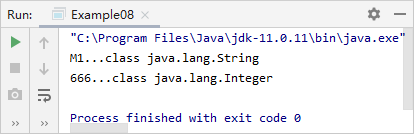 Run: Example08
"C:\Program Files\Java\jdk-11.0.11\bin\java.exe"
M1...class java.lang.String
666...class java.lang.Integer
Process finished with exit code 0